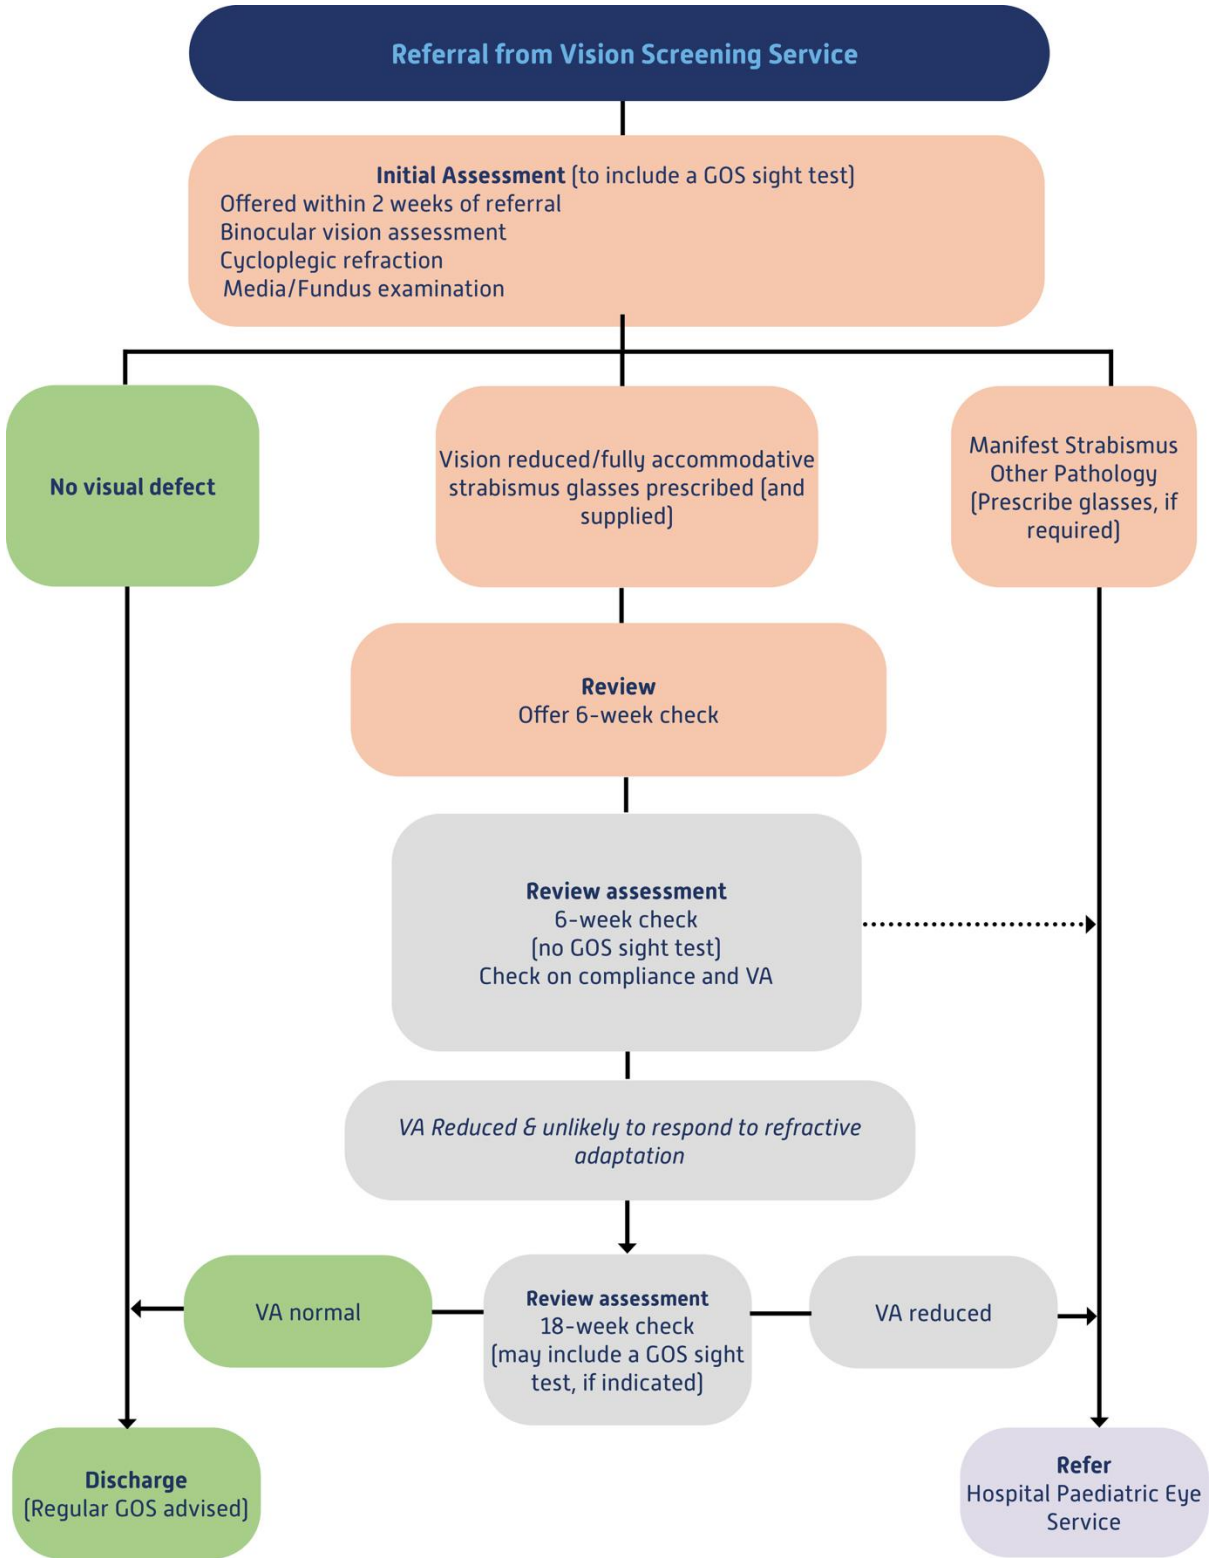 Referral from Vision Screening Service
Initial Assessment (to include a GOS sight test)
Offered within 2 weeks of referral
Binocular vision assessment
Cycloplegic refraction
Media/Fundus examination
No visual defect
Vision reduced/fully accommodative
strabismus glasses prescribed (and
supplied)
Manifest Strabismus
Other Pathology
(Prescribe glasses, if
required)
Review
Offer 6-week check
Review assessment
6-week check
(no GOS sight test)
Check on compliance and VA
VA Reduced & unlikely to respond to refractive
adaptation
VA normal
Review assessment
18-week check
(may include a GOS sight
test, if indicated)
VA reduced
Discharge
(Regular GOS advised)
Refer
Hospital Paediatric Eye
Service